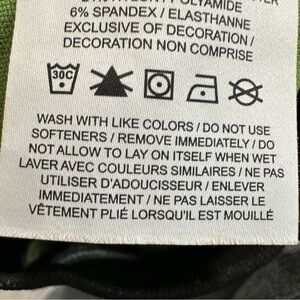 POLYAMIDE
6% SPANDEX / ELASTHANNE
EXCLUSIVE OF DECORATION /
DECORATION NON COMPRISE
30C
WASH WITH LIKE COLORS / DO NOT USE
SOFTENERS / REMOVE IMMEDIATELY / DO
NOT ALLOW TO LAY ON ITSELF WHEN WET
LAVER AVEC COULEURS SIMILAIRES / NE PAS
UTILISER D'ADOUCISSEUR / ENLEVER
IMMEDIATEMENT / NE PAS LAISSER LE
VÊTEMENT PLIÉ LORSQU'IL EST MOUILLÉ